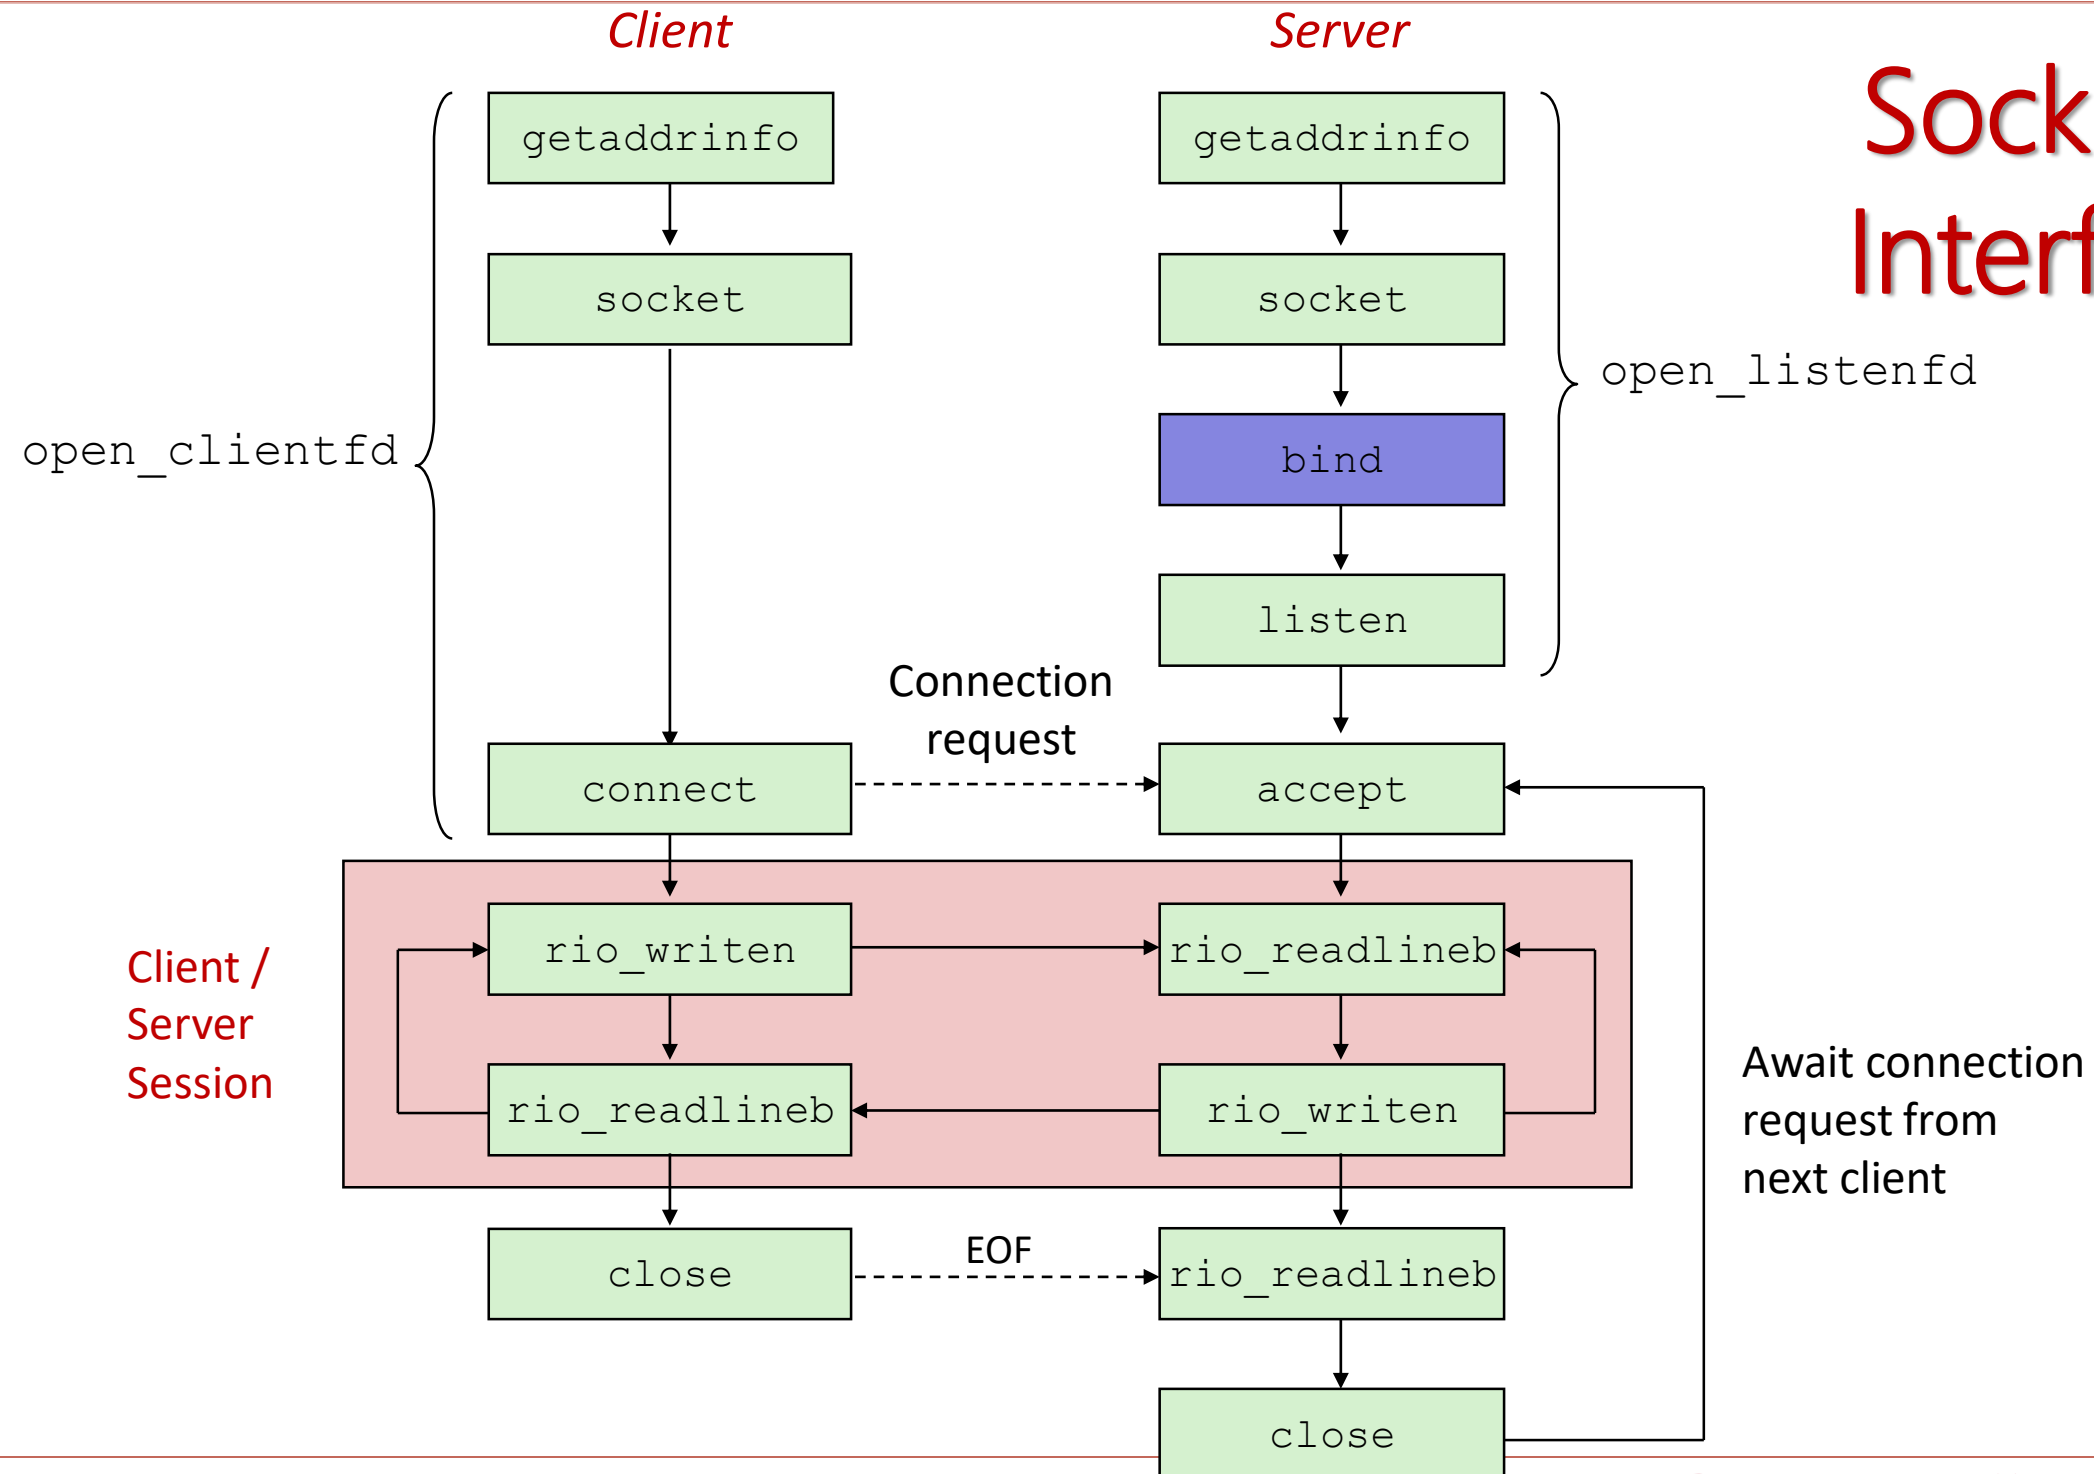 Client
Server
Sock
Interf
getaddrinfo
getaddrinfo
socket
socket
open_listenfd
open_clientfd
bind
listen
Connection
request
connect
accept
Client /
Server
Session
rio_writen
rio_readlineb
rio_readlineb
rio_writen
Await connection
request from
next client
close
EOF
rio_readlineb
close